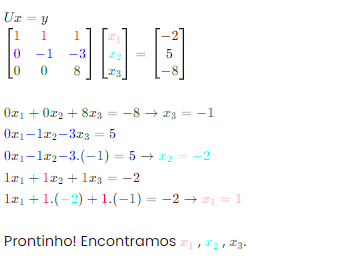 Ux = y
[1 1 1] [x₁] [−2]
[0 −1 −3] [x₂] = [5]
[0 0 8] [x₃] [−8]
0x₁ + 0x₂ + 8x₃ = −8 → x₃ = −1
0x₁−1x₂−3x₃ = 5
0x₁−1x₂−3.(−1) = 5 → x₂ = −2
1x₁ + 1x₂ + 1x₃ = −2
1x₁ + 1.(−2) + 1.(−1) = −2 → x₁ = 1
Prontinho! Encontramos x₁ , x₂ , x₃.